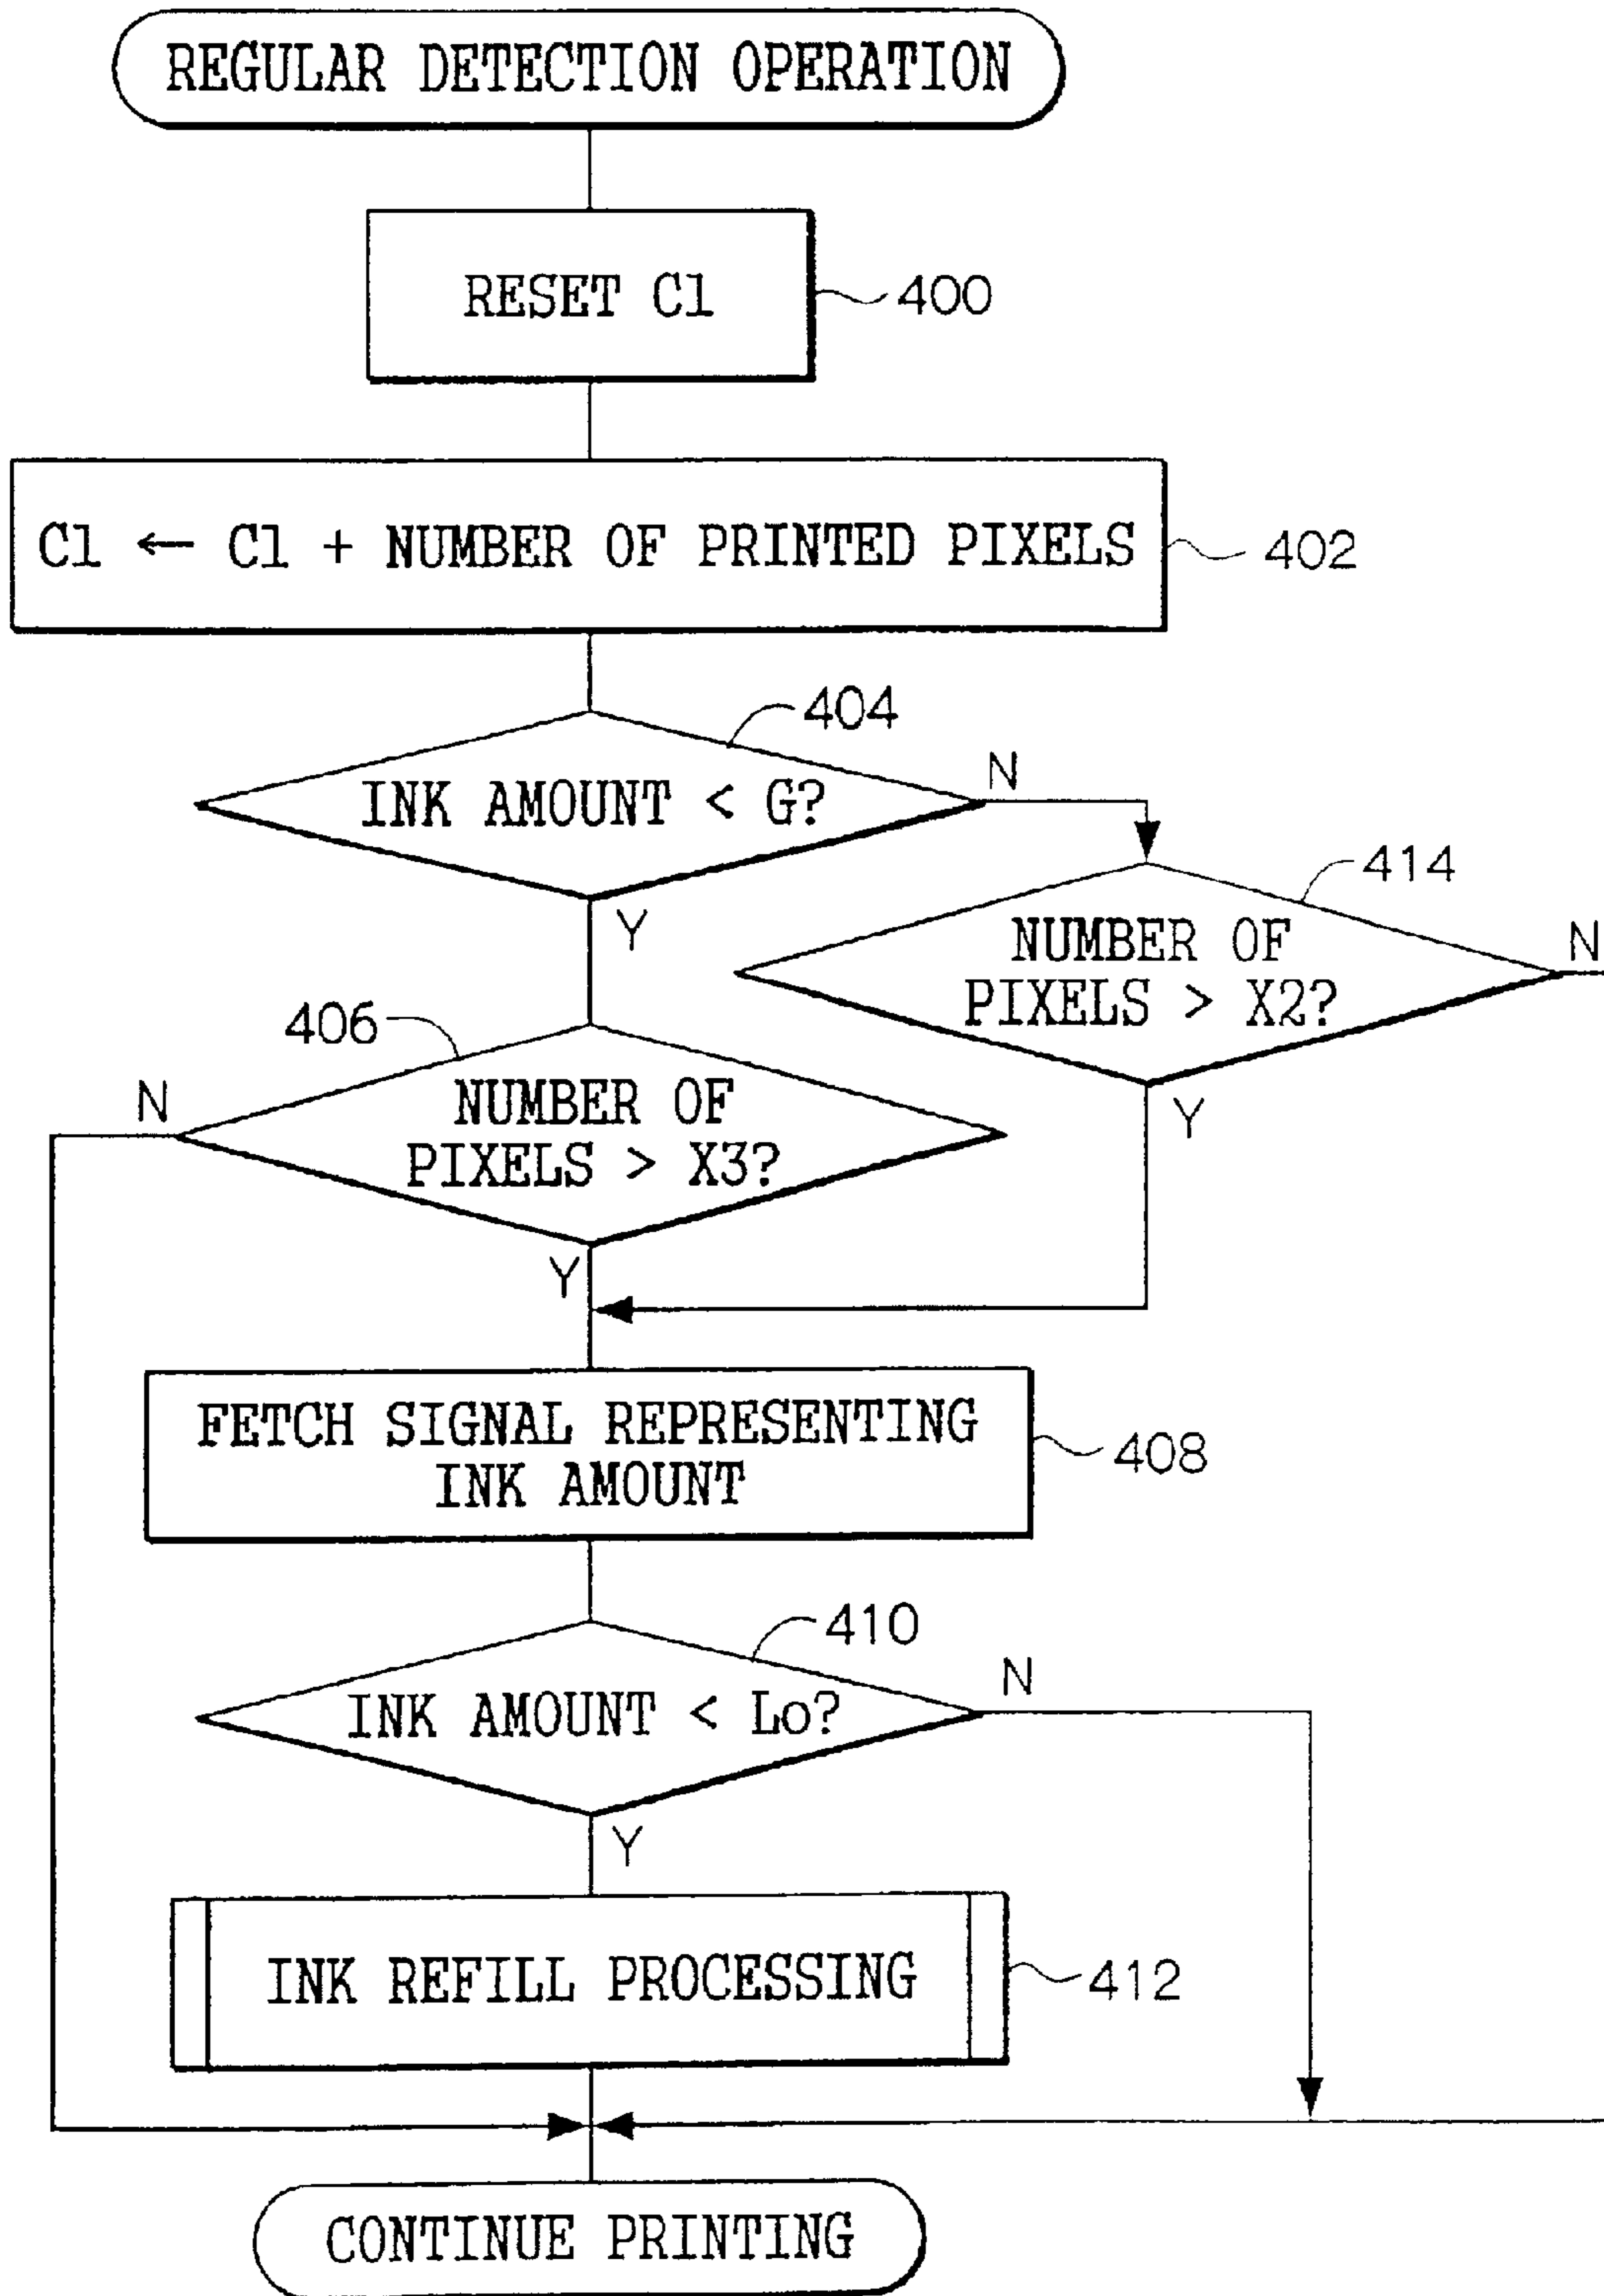 REGULAR DETECTION OPERATION
RESET C1
400
C1 ← C1 + NUMBER OF PRINTED PIXELS
402
404
INK AMOUNT < G?
N
Y
414
NUMBER OF
PIXELS > X2?
N
Y
406
NUMBER OF
PIXELS > X3?
N
Y
FETCH SIGNAL REPRESENTING
INK AMOUNT
408
410
INK AMOUNT < Lo?
N
Y
INK REFILL PROCESSING
412
CONTINUE PRINTING